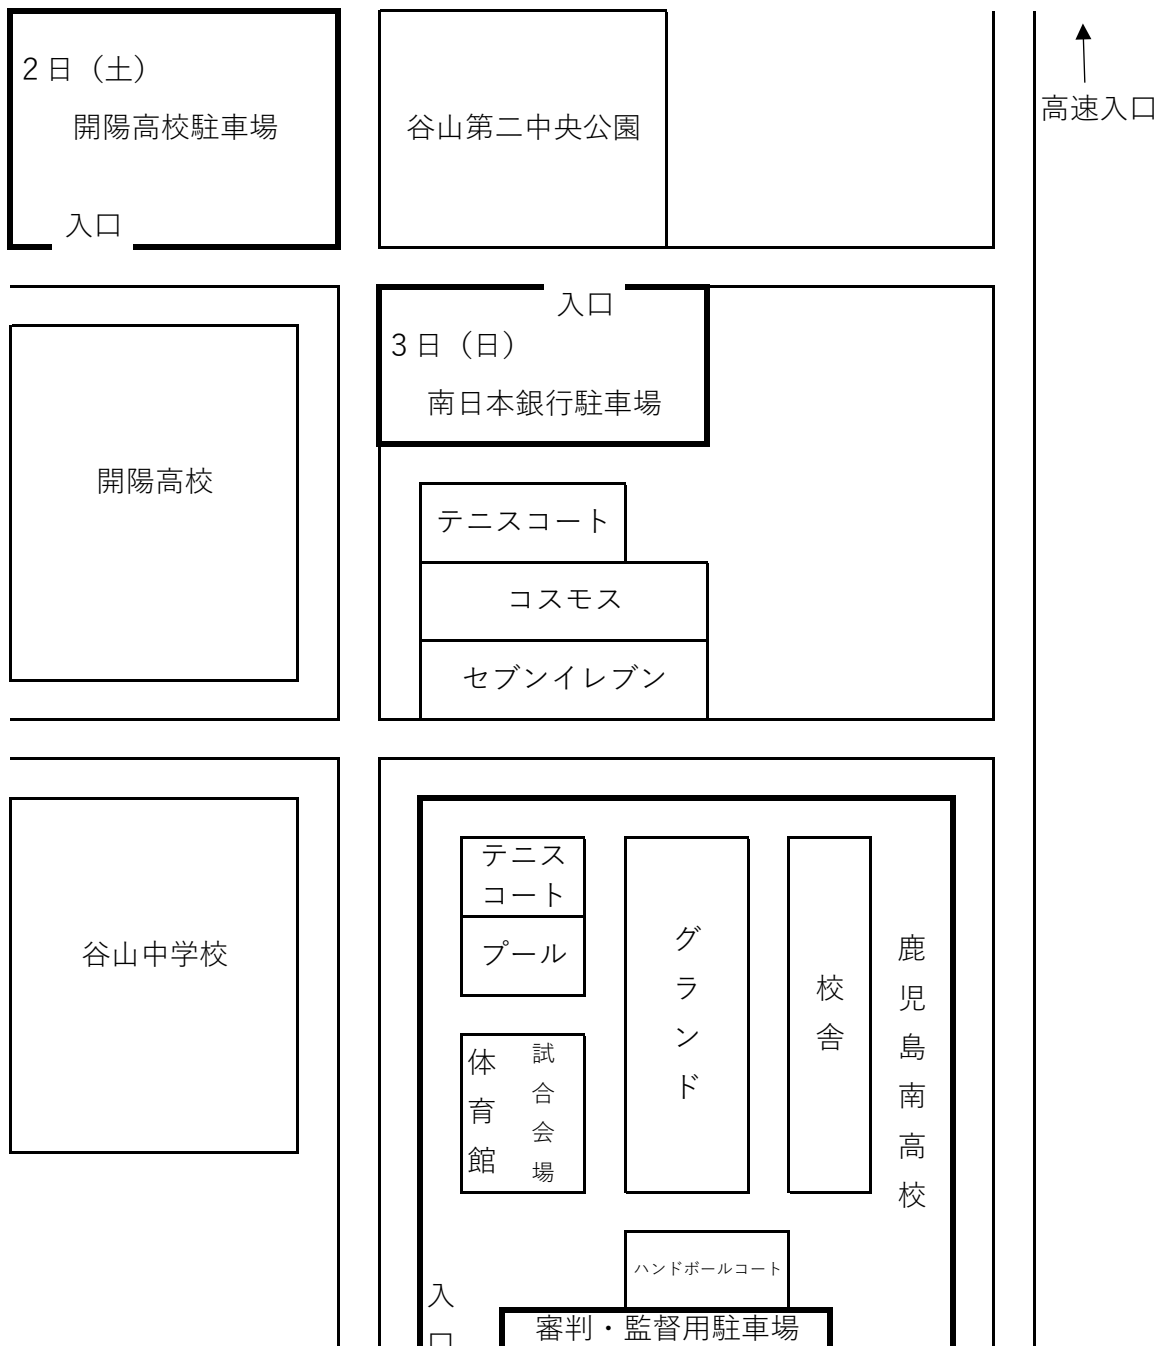 ２日（土）
開陽高校駐車場
入口
谷山第二中央公園
高速入口
入口
３日（日）
南日本銀行駐車場
開陽高校
テニスコート
コスモス
セブンイレブン
谷山中学校
テニス
コート
プール
体育館
試合会場
グランド
校舎
鹿児島南高校
ハンドボールコート
入口
審判・監督用駐車場